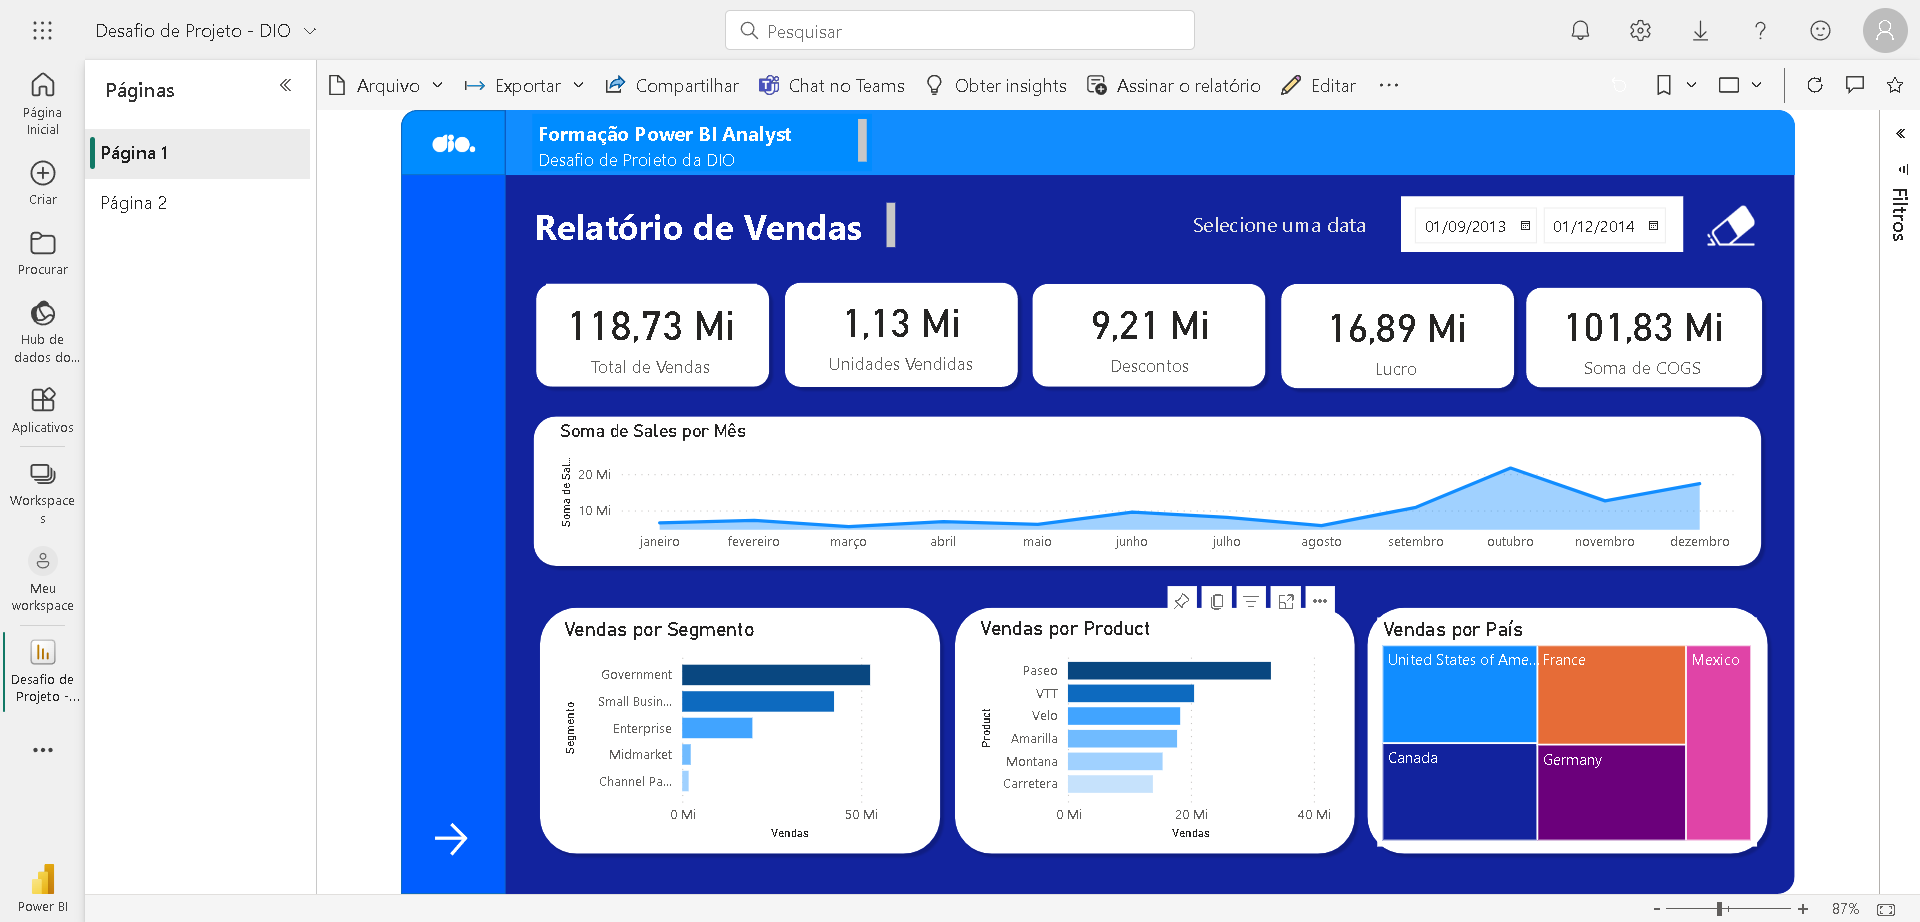 Desafio de Projeto - DIO
Pesquisar
Página
Inicial
Criar
Procurar
Hub de
dados do...
Aplicativos
Workspace
s
Meu
workspace
Desafio de
Projeto -...
Power BI
Páginas
Página 1
Página 2
Arquivo
Exportar
Compartilhar
Chat no Teams
Obter insights
Assinar o relatório
Editar
dio.
Formação Power BI Analyst
Desafio de Projeto da DIO
Relatório de Vendas
Selecione uma data
01/09/2013
01/12/2014
118,73 Mi
Total de Vendas
1,13 Mi
Unidades Vendidas
9,21 Mi
Descontos
16,89 Mi
Lucro
101,83 Mi
Soma de COGS
Soma de Sales por Mês
Soma de Sal...
20 Mi
10 Mi
janeiro
fevereiro
março
abril
maio
junho
julho
agosto
setembro
outubro
novembro
dezembro
Vendas por Segmento
Segmento
Government
Small Busin...
Enterprise
Midmarket
Channel Pa...
0 Mi
50 Mi
Vendas
Vendas por Product
Product
Paseo
VTT
Velo
Amarilla
Montana
Carretera
0 Mi
20 Mi
40 Mi
Vendas
Vendas por País
United States of Ame...
France
Mexico
Canada
Germany
Filtros
87%